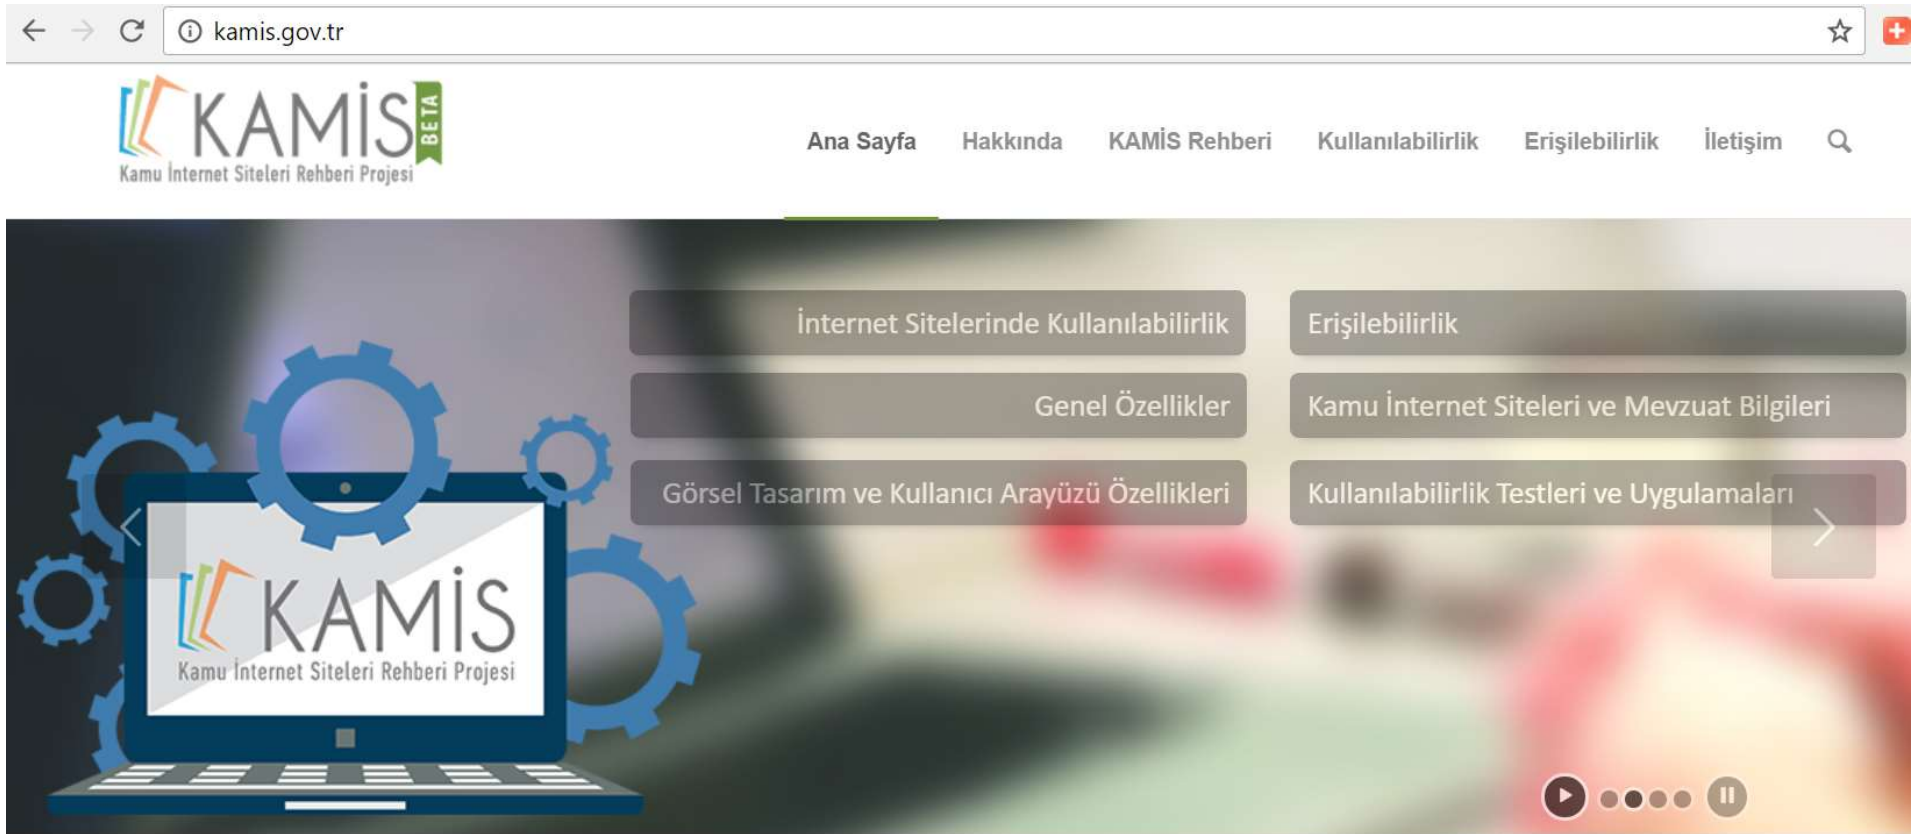 kamis.gov.tr
KAMİS
BETA
Kamu İnternet Siteleri Rehberi Projesi
Ana Sayfa Hakkında KAMİS Rehberi Kullanılabilirlik Erişilebilirlik İletişim
İnternet Sitelerinde Kullanılabilirlik
Erişilebilirlik
Genel Özellikler
Kamu İnternet Siteleri ve Mevzuat Bilgileri
Görsel Tasarım ve Kullanıcı Arayüzü Özellikleri
Kullanılabilirlik Testleri ve Uygulamaları
KAMİS
Kamu İnternet Siteleri Rehberi Projesi